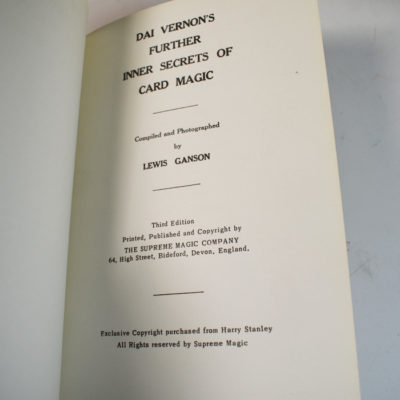 DAI VERNON'S
FURTHER
INNER SECRETS OF
CARD MAGIC
Compiled and Photographed
by
LEWIS GANSON
Third Edition
Printed, Published and Copyright by
THE SUPREME MAGIC COMPANY
64, High Street, Bideford, Devon, England.
Exclusive Copyright purchased from Harry Stanley
All Rights reserved by Supreme Magic